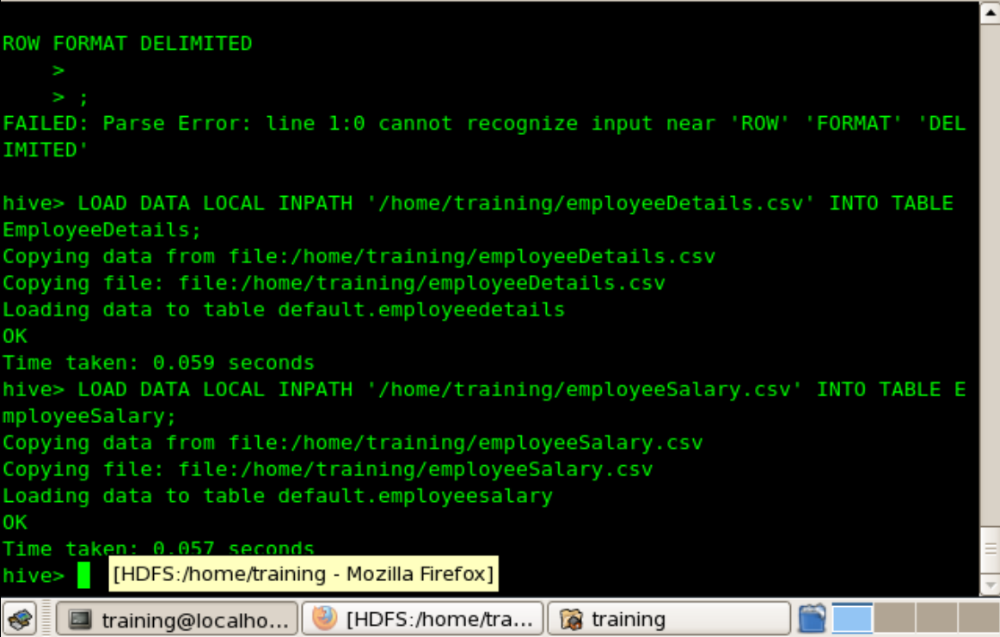 ROW FORMAT DELIMITED
    >
    > ;
FAILED: Parse Error: line 1:0 cannot recognize input near 'ROW' 'FORMAT' 'DEL
IMITED'
hive> LOAD DATA LOCAL INPATH '/home/training/employeeDetails.csv' INTO TABLE
EmployeeDetails;
Copying data from file:/home/training/employeeDetails.csv
Copying file: file:/home/training/employeeDetails.csv
Loading data to table default.employeedetails
OK
Time taken: 0.059 seconds
hive> LOAD DATA LOCAL INPATH '/home/training/employeeSalary.csv' INTO TABLE E
mployeeSalary;
Copying data from file:/home/training/employeeSalary.csv
Copying file: file:/home/training/employeeSalary.csv
Loading data to table default.employeesalary
OK
Time taken: 0.057 seconds
hive>
[HDFS:/home/training - Mozilla Firefox]
training@localho... [HDFS:/home/tra... training